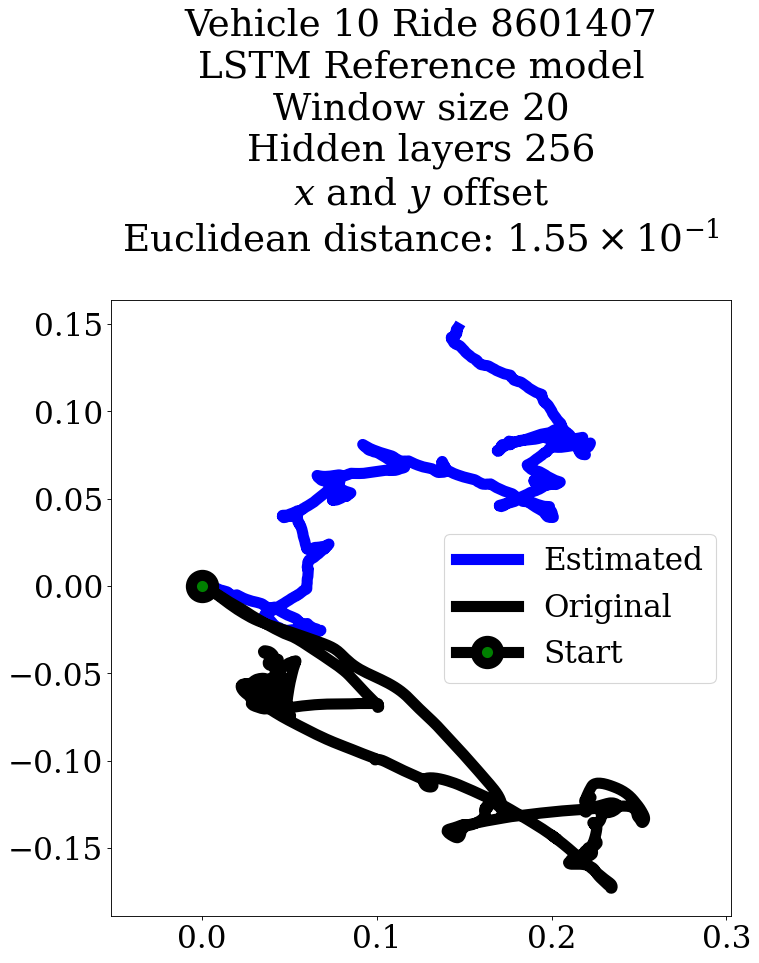 Vehicle 10 Ride 8601407
LSTM Reference model
Window size 20
Hidden layers 256
x and y offset
Euclidean distance: 1.55 × 10⁻¹
0.15
0.10
0.05
0.00
−0.05
−0.10
−0.15
Estimated
Original
Start
0.0 0.1 0.2 0.3